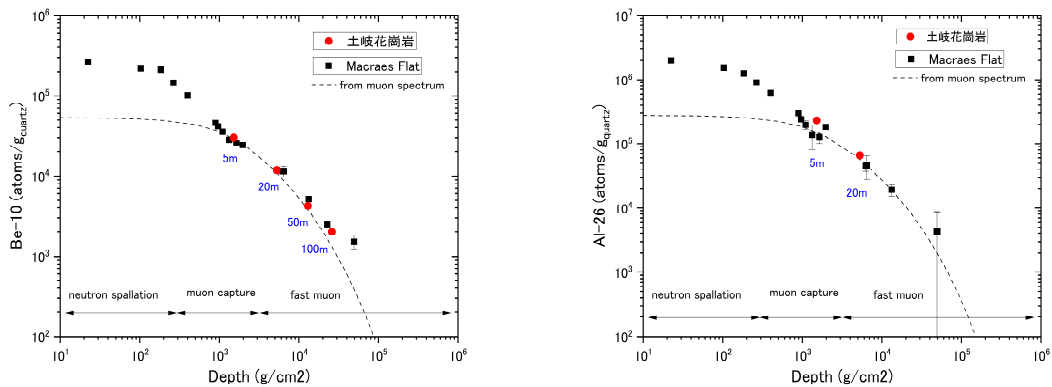 10^6
10^5
10^4
10^3
10^2
Be-10 (atoms/g_quartz)
土岐花崗岩
Macraes Flat
from muon spectrum
5m
20m
50m
100m
neutron spallation
muon capture
fast muon
10^1 10^2 10^3 10^4 10^5 10^6
Depth (g/cm2)
10^7
10^6
10^5
10^4
10^3
10^2
Al-26 (atoms/g_quartz)
土岐花崗岩
Macraes Flat
from muon spectrum
5m
20m
neutron spallation
muon capture
fast muon
10^1 10^2 10^3 10^4 10^5 10^6
Depth (g/cm2)